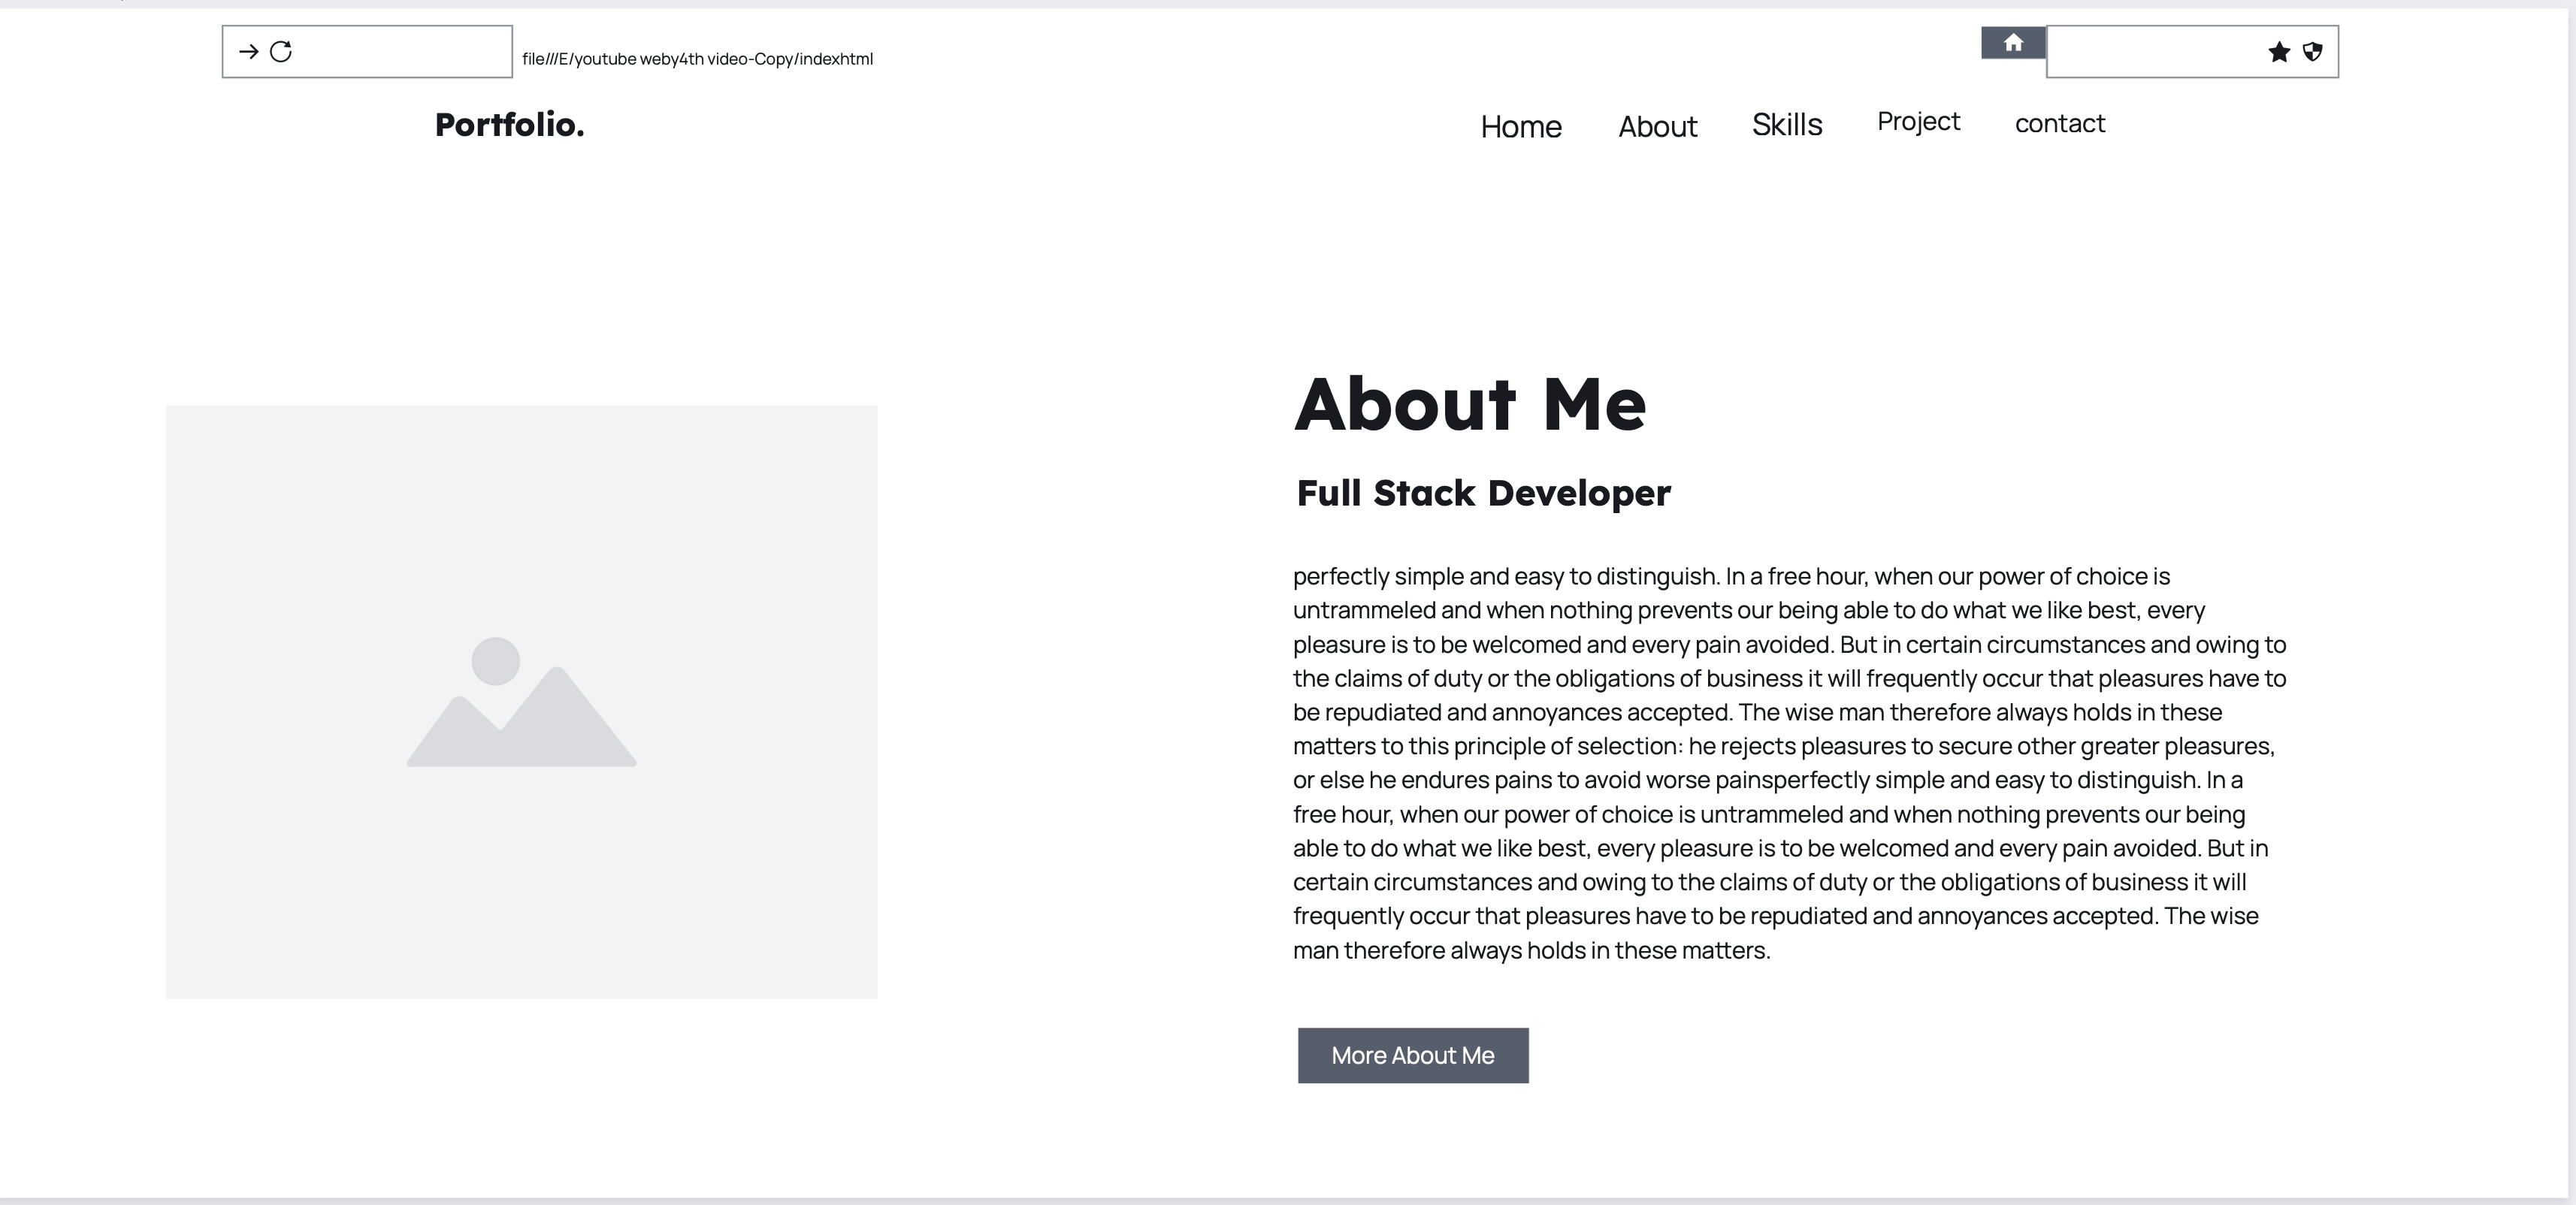 file///E/youtube weby4th video-Copy/indexhtml
Portfolio.
Home About Skills Project contact
About Me
Full Stack Developer
perfectly simple and easy to distinguish. In a free hour, when our power of choice is
untrammeled and when nothing prevents our being able to do what we like best, every
pleasure is to be welcomed and every pain avoided. But in certain circumstances and owing to
the claims of duty or the obligations of business it will frequently occur that pleasures have to
be repudiated and annoyances accepted. The wise man therefore always holds in these
matters to this principle of selection: he rejects pleasures to secure other greater pleasures,
or else he endures pains to avoid worse painsperfectly simple and easy to distinguish. In a
free hour, when our power of choice is untrammeled and when nothing prevents our being
able to do what we like best, every pleasure is to be welcomed and every pain avoided. But in
certain circumstances and owing to the claims of duty or the obligations of business it will
frequently occur that pleasures have to be repudiated and annoyances accepted. The wise
man therefore always holds in these matters.
More About Me